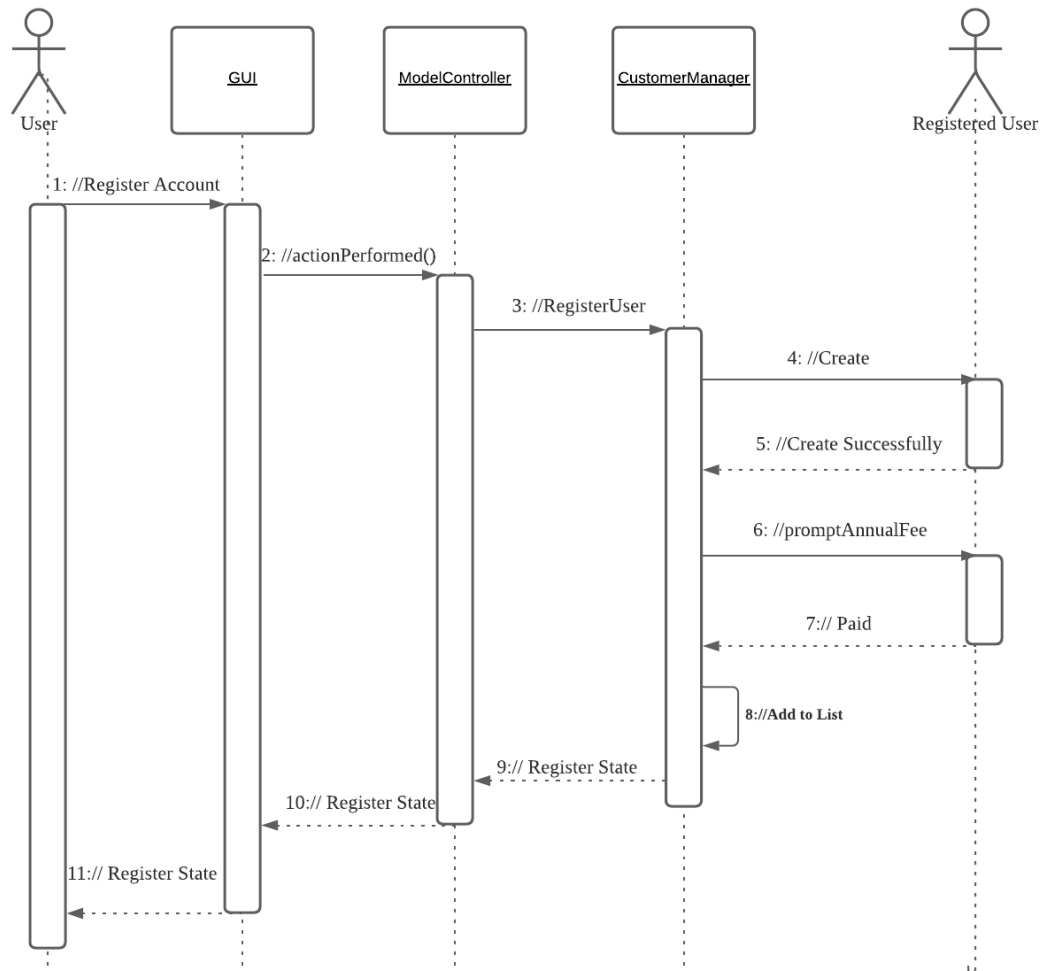 GUI
ModelController
CustomerManager
User
Registered User
1: //Register Account
2: //actionPerformed()
3: //RegisterUser
4: //Create
5: //Create Successfully
6: //promptAnnualFee
7:// Paid
8://Add to List
9:// Register State
10:// Register State
11:// Register State